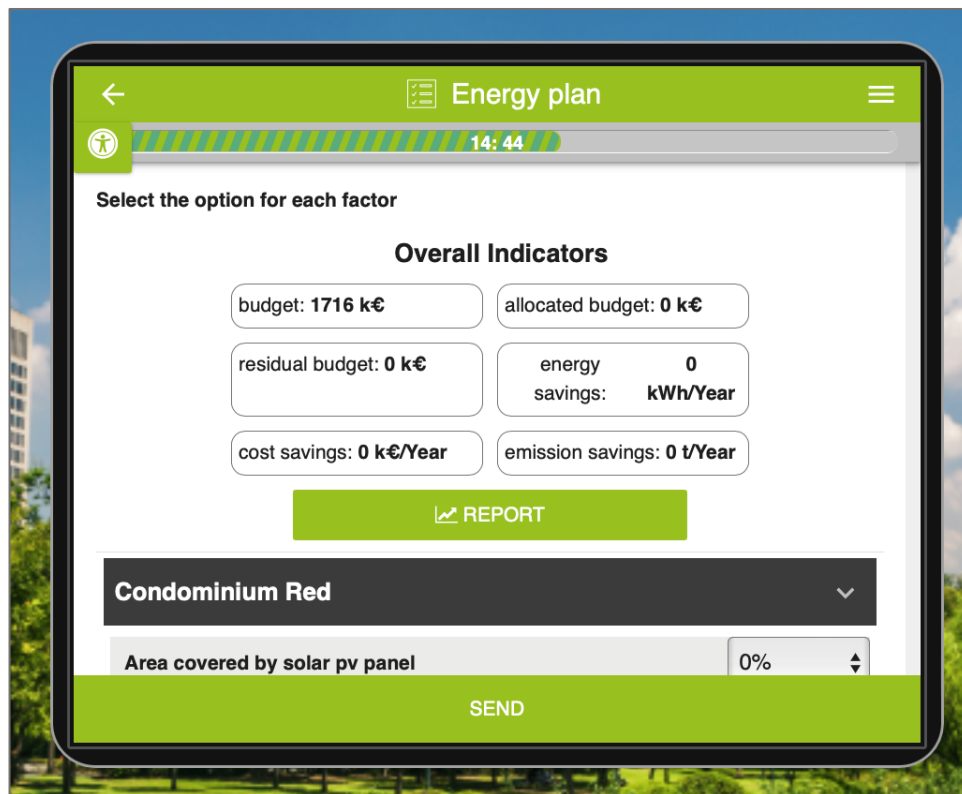 Energy plan
14: 44
Select the option for each factor
Overall Indicators
budget: 1716 k€
allocated budget: 0 k€
residual budget: 0 k€
energy savings: 0 kWh/Year
cost savings: 0 k€/Year
emission savings: 0 t/Year
REPORT
Condominium Red
Area covered by solar pv panel 0%
SEND